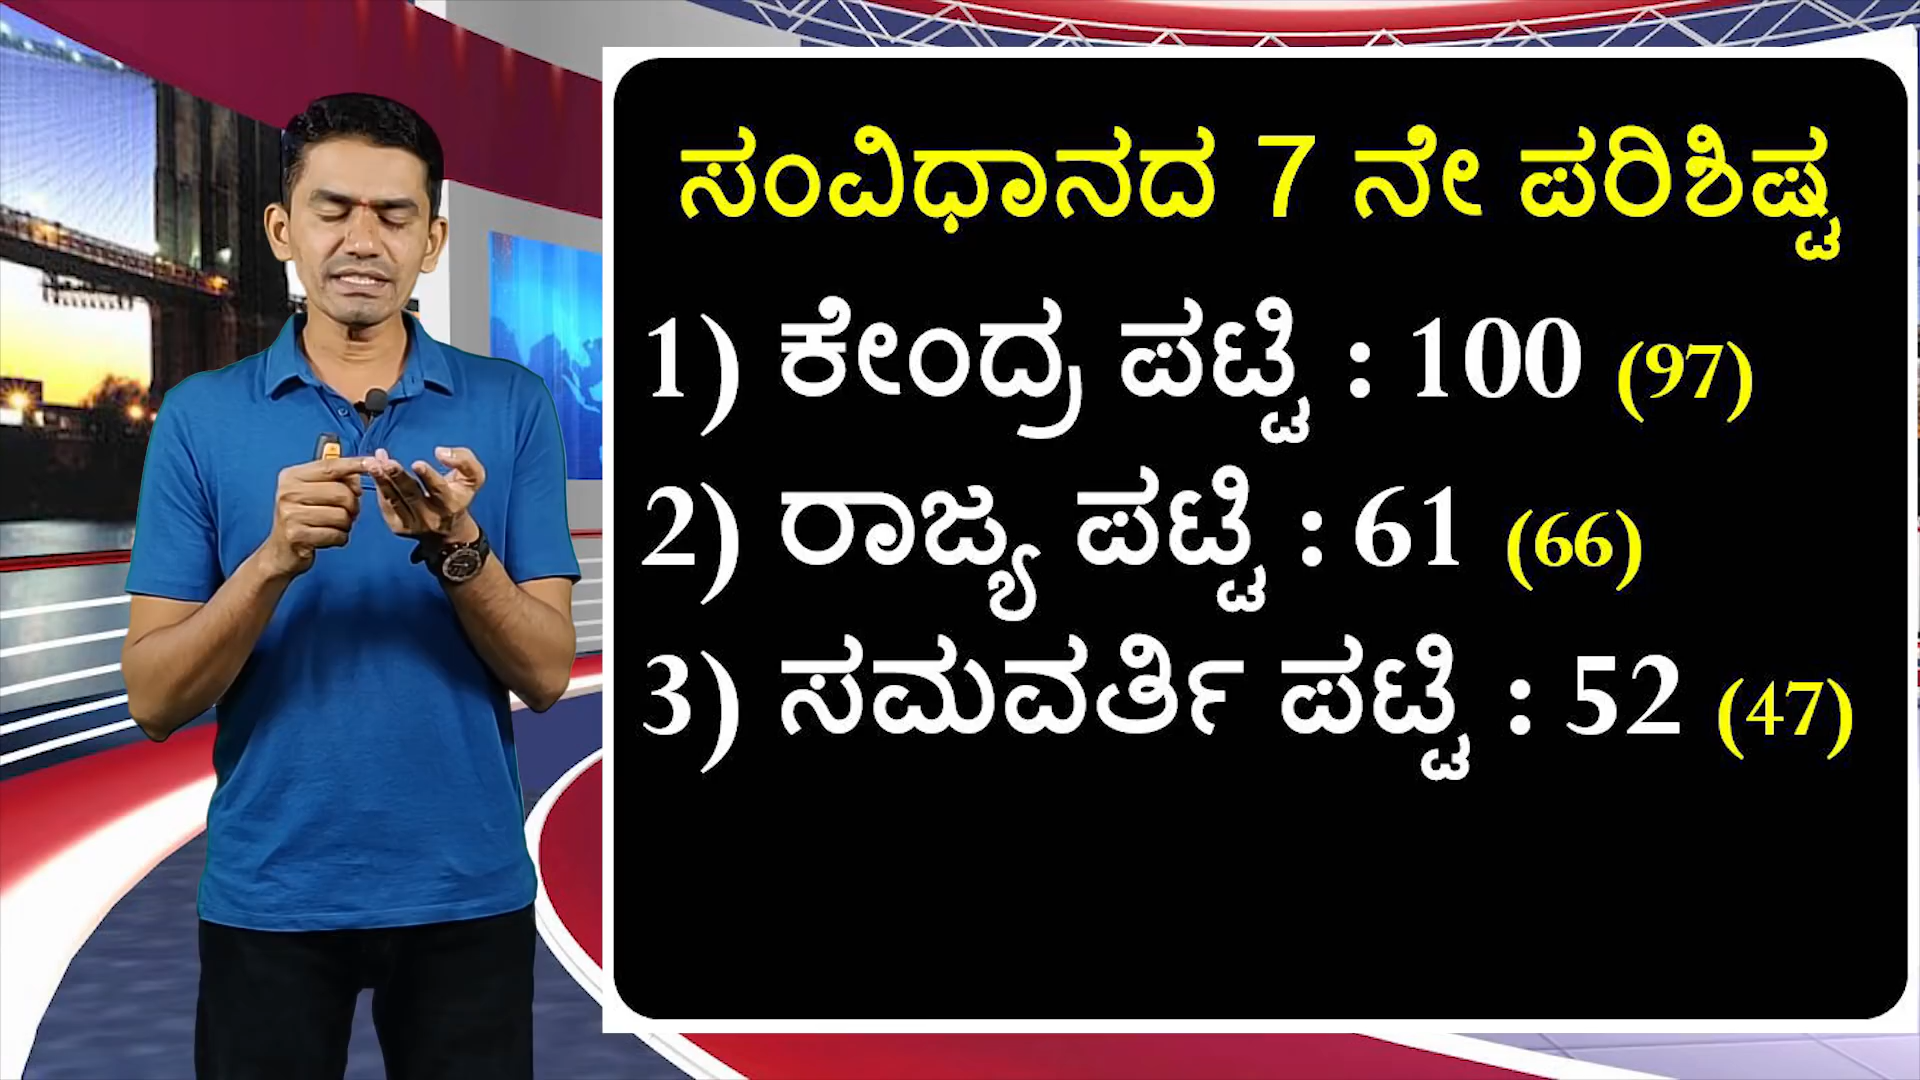 ಸಂವಿಧಾನದ 7 ನೇ ಪರಿಶಿಷ್ಟ
1) ಕೇಂದ್ರ ಪಟ್ಟಿ : 100 (97)
2) ರಾಜ್ಯ ಪಟ್ಟಿ : 61 (66)
3) ಸಮವರ್ತಿ ಪಟ್ಟಿ : 52 (47)